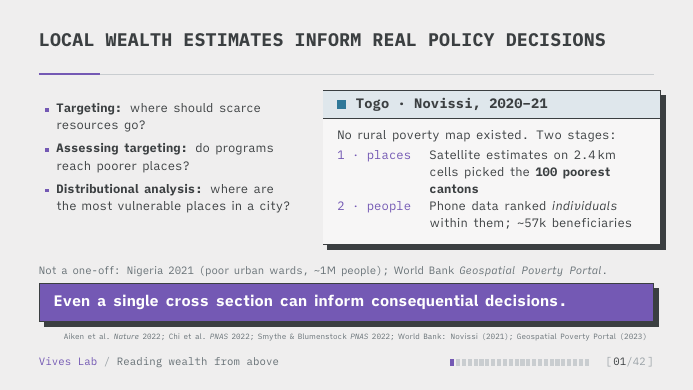 LOCAL WEALTH ESTIMATES INFORM REAL POLICY DECISIONS
Targeting: where should scarce
resources go?
Assessing targeting: do programs
reach poorer places?
Distributional analysis: where are
the most vulnerable places in a city?
Togo · Novissi, 2020–21
No rural poverty map existed. Two stages:
1 · places Satellite estimates on 2.4km
cells picked the 100 poorest
cantons
2 · people Phone data ranked individuals
within them; ~57k beneficiaries
Not a one-off: Nigeria 2021 (poor urban wards, ~1M people); World Bank Geospatial Poverty Portal.
Even a single cross section can inform consequential decisions.
Aiken et al. Nature 2022; Chi et al. PNAS 2022; Smythe & Blumenstock PNAS 2022; World Bank: Novissi (2021); Geospatial Poverty Portal (2023)
Vives Lab / Reading wealth from above
[01/42]